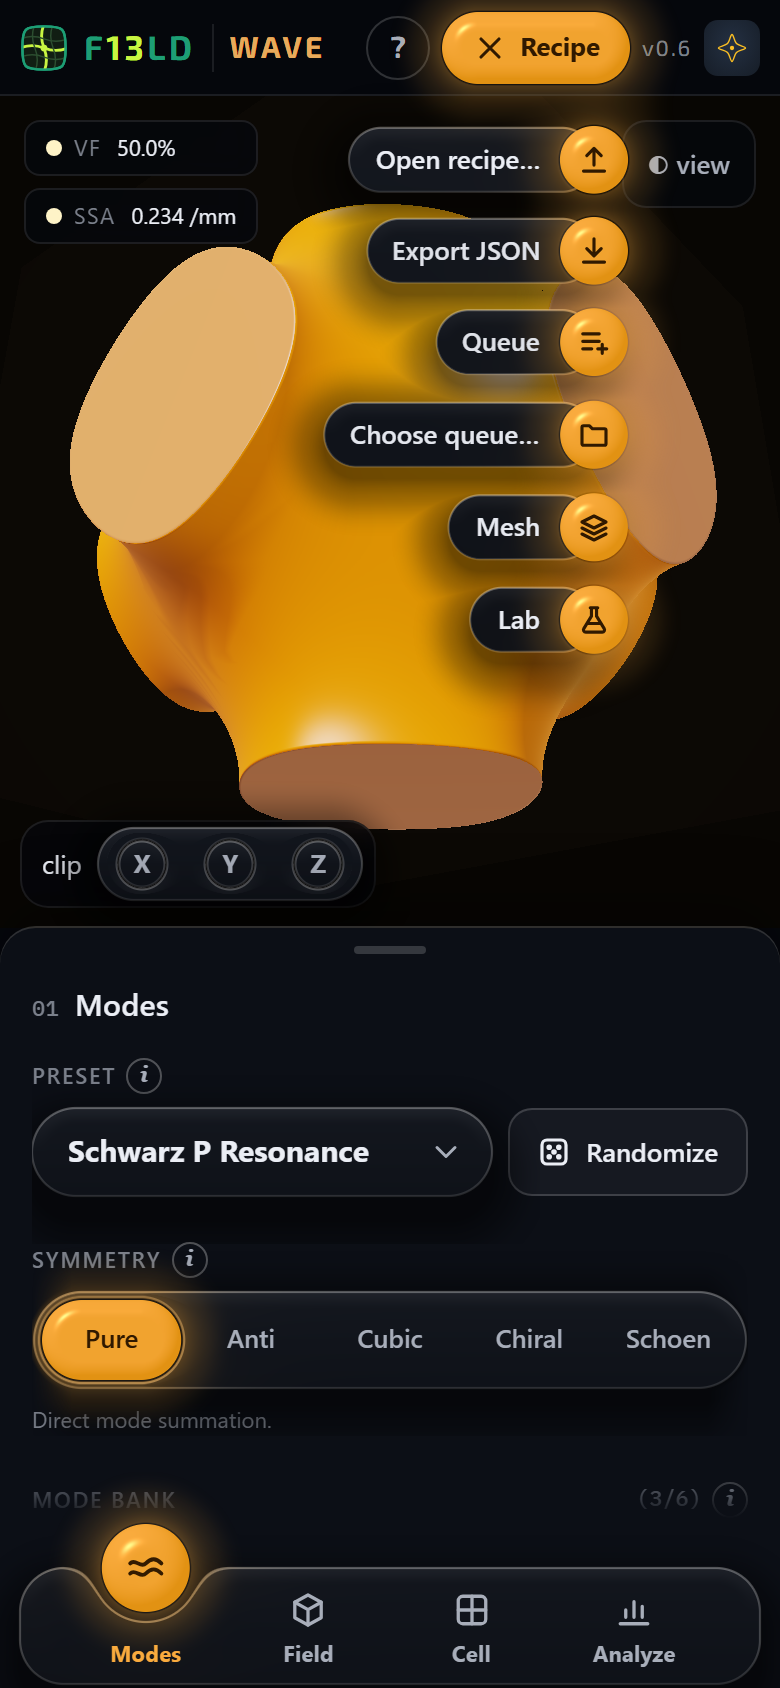 F13LD WAVE ? Recipe v0.6
VF 50.0%
SSA 0.234 /mm
Open recipe...
view
Export JSON
Queue
Choose queue...
Mesh
Lab
clip X Y Z
01 Modes
PRESET i
Schwarz P Resonance
Randomize
SYMMETRY i
Pure Anti Cubic Chiral Schoen
Direct mode summation.
MODE BANK (3/6) i
Modes Field Cell Analyze